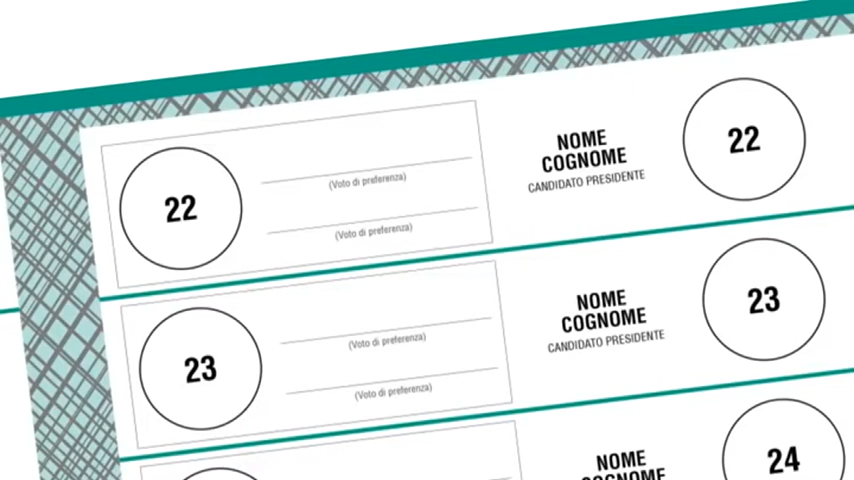 22
(Voto di preferenza)
(Voto di preferenza)
NOME
COGNOME
CANDIDATO PRESIDENTE
22
23
(Voto di preferenza)
(Voto di preferenza)
NOME
COGNOME
CANDIDATO PRESIDENTE
23
NOME
COGNOME
24